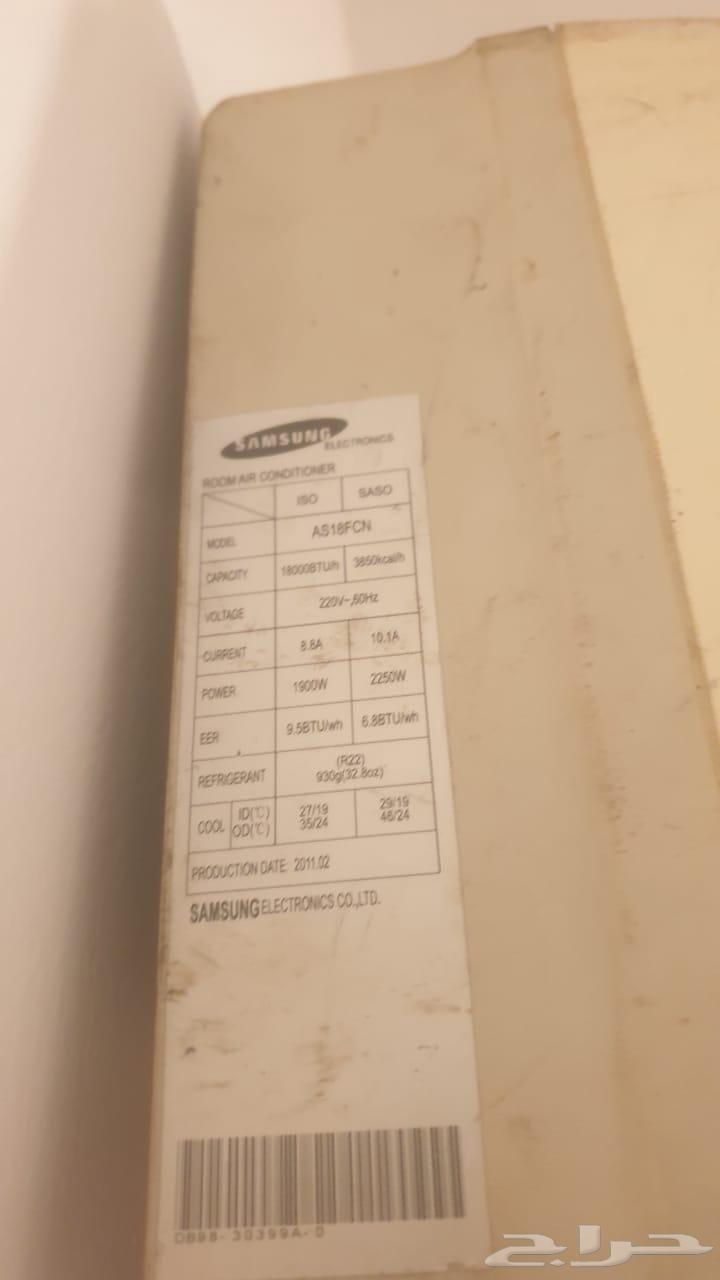 SAMSUNG ELECTRONICS
ROOM AIR CONDITIONER
ISO SASO
MODEL AS18FCN
CAPACITY 18000BTU/h 3850kcal/h
VOLTAGE 220V~,60Hz
CURRENT 8.8A 10.1A
POWER 1900W 2250W
EER 9.5BTU/wh 6.8BTU/wh
REFRIGERANT (R22)
930g(32.8oz)
COOL ID(℃) 27/19 29/19
OD(℃) 35/24 46/24
PRODUCTION DATE: 2011.02
SAMSUNG ELECTRONICS CO.,LTD.
DB98-30399A-0
حراج